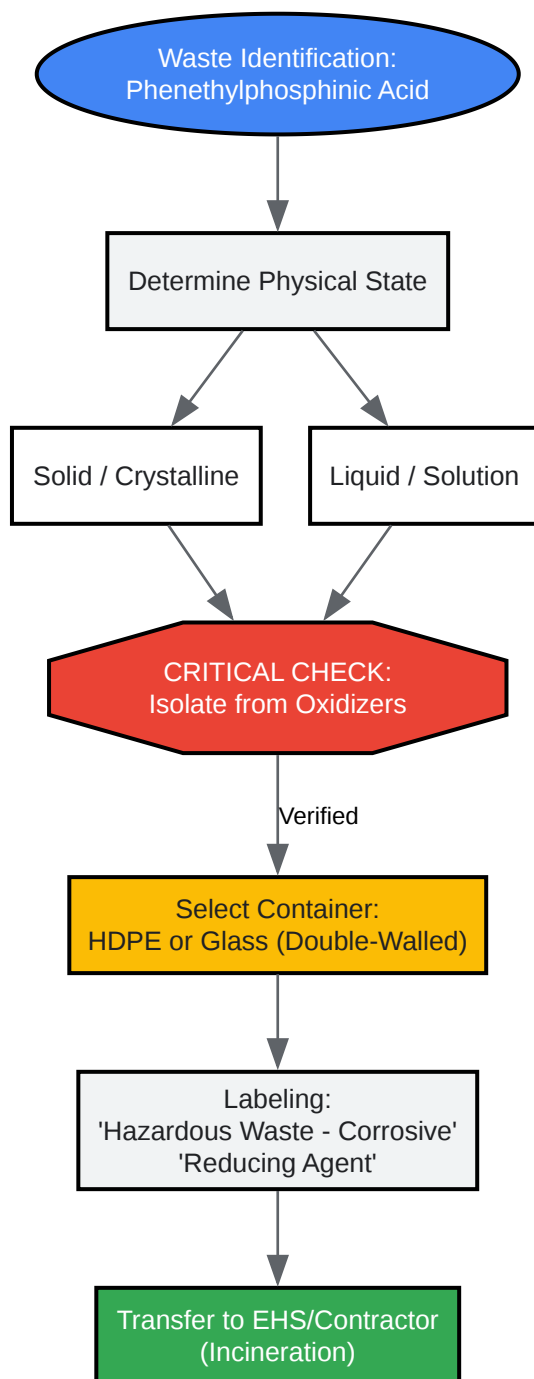 Waste Identification:
Phenethylphosphinic Acid
Determine Physical State
Solid / Crystalline
Liquid / Solution
CRITICAL CHECK:
Isolate from Oxidizers
Verified
Select Container:
HDPE or Glass (Double-Walled)
Labeling:
'Hazardous Waste - Corrosive'
'Reducing Agent'
Transfer to EHS/Contractor
(Incineration)